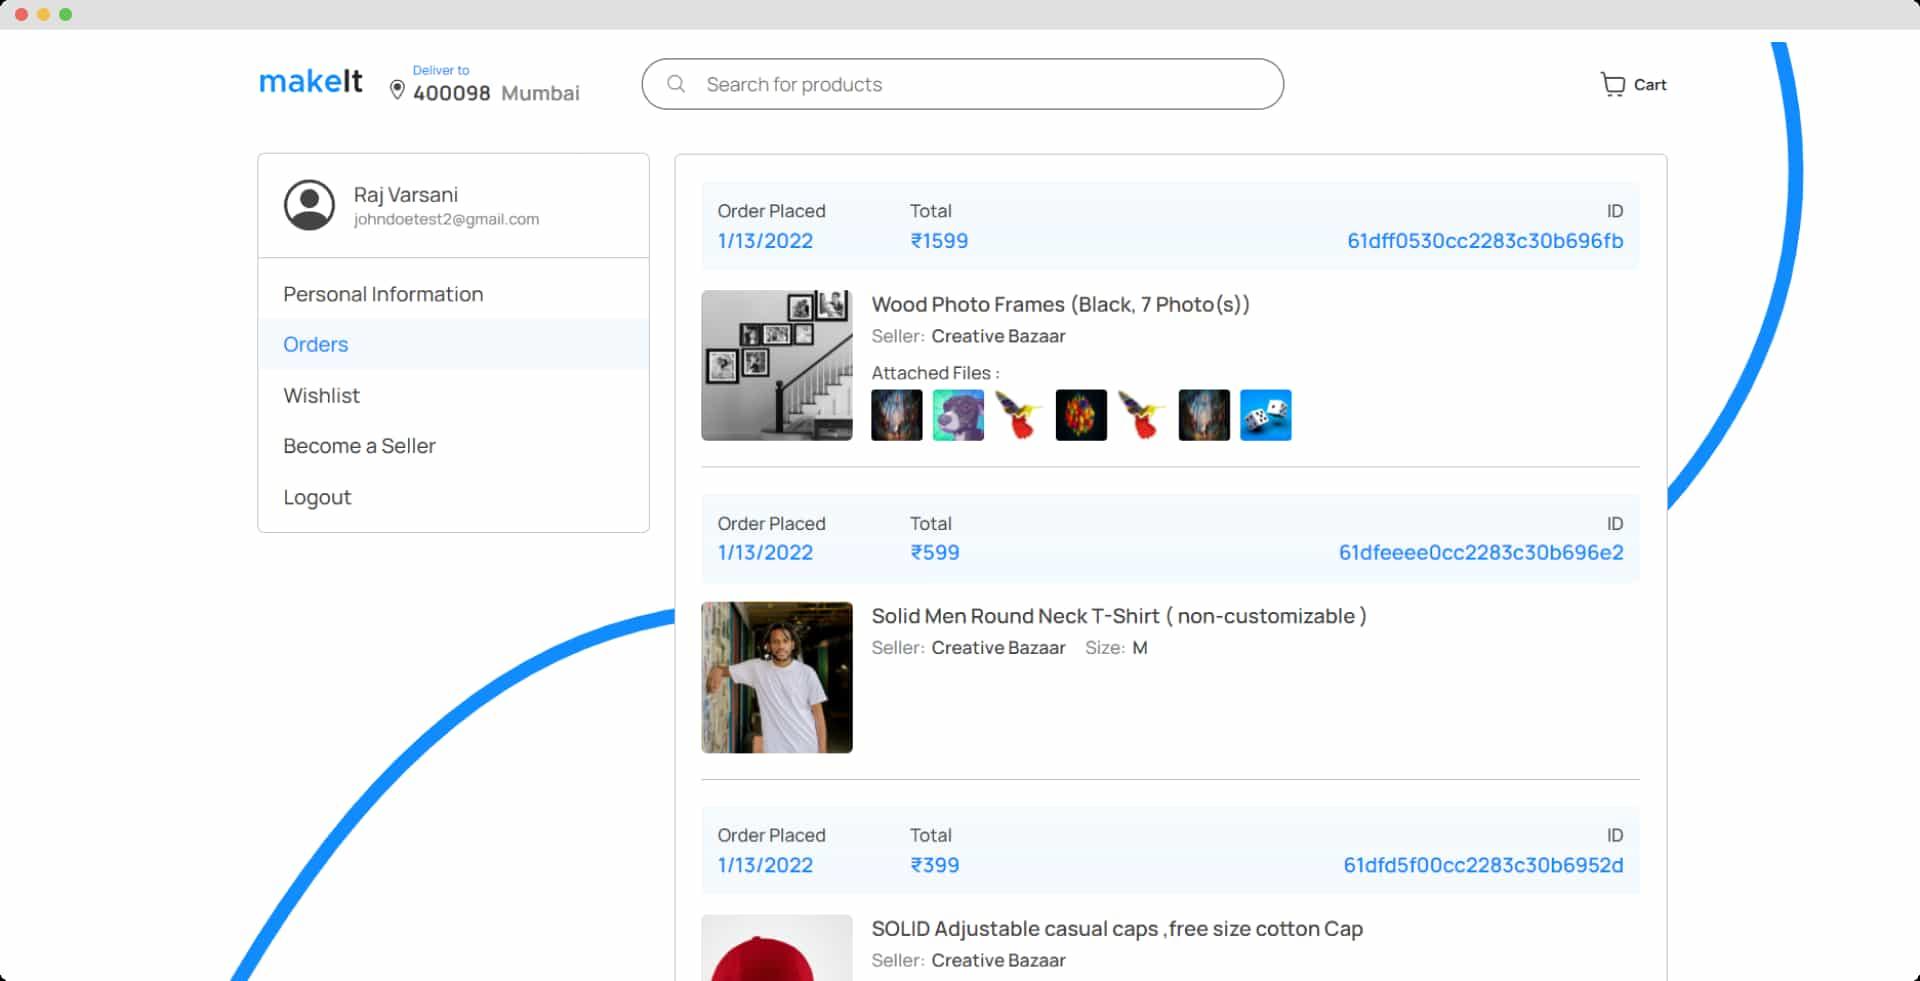 makeIt
Deliver to
400098 Mumbai
Search for products
Cart
Raj Varsani
johndoetest2@gmail.com
Personal Information
Orders
Wishlist
Become a Seller
Logout
Order Placed Total ID
1/13/2022 ₹1599 61dff0530cc2283c30b696fb
Wood Photo Frames (Black, 7 Photo(s))
Seller: Creative Bazaar
Attached Files :
Order Placed Total ID
1/13/2022 ₹599 61dfeeee0cc2283c30b696e2
Solid Men Round Neck T-Shirt ( non-customizable )
Seller: Creative Bazaar Size: M
Order Placed Total ID
1/13/2022 ₹399 61dfd5f00cc2283c30b6952d
SOLID Adjustable casual caps ,free size cotton Cap
Seller: Creative Bazaar